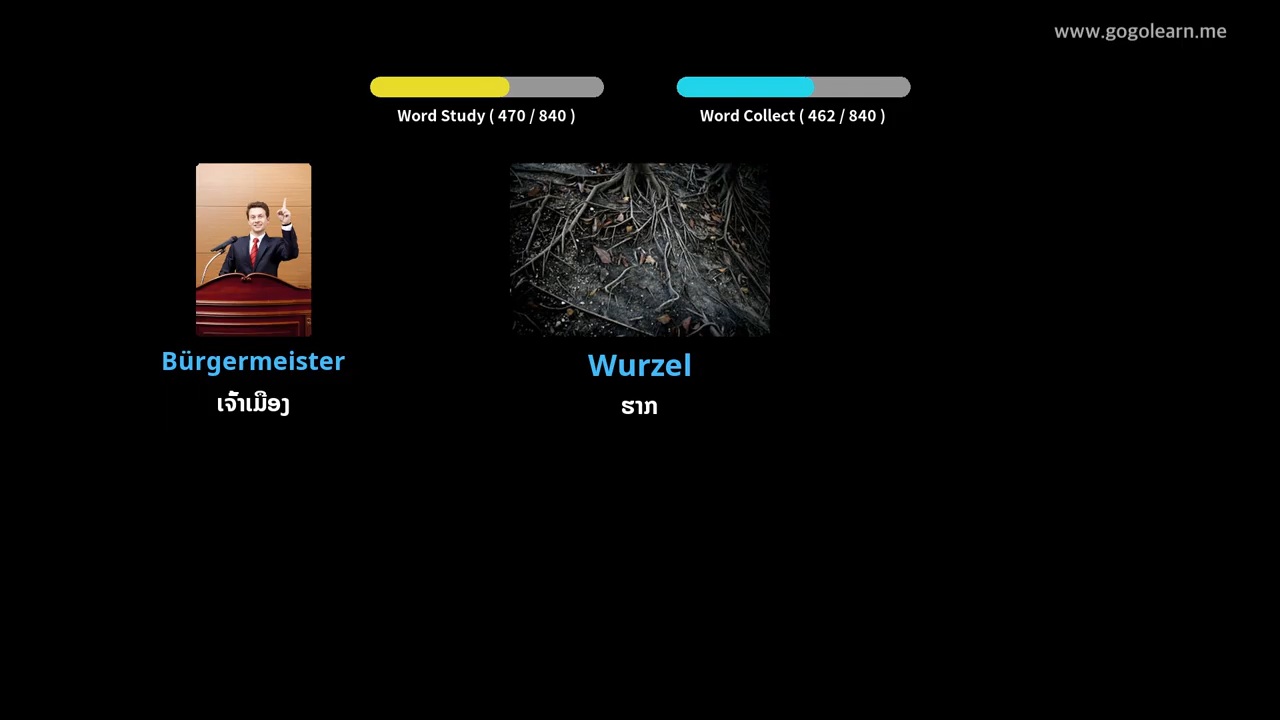 www.gogolearn.me
Word Study ( 470 / 840 )
Word Collect ( 462 / 840 )
Bürgermeister
ເຈົ້າເມືອງ
Wurzel
ຮາກ